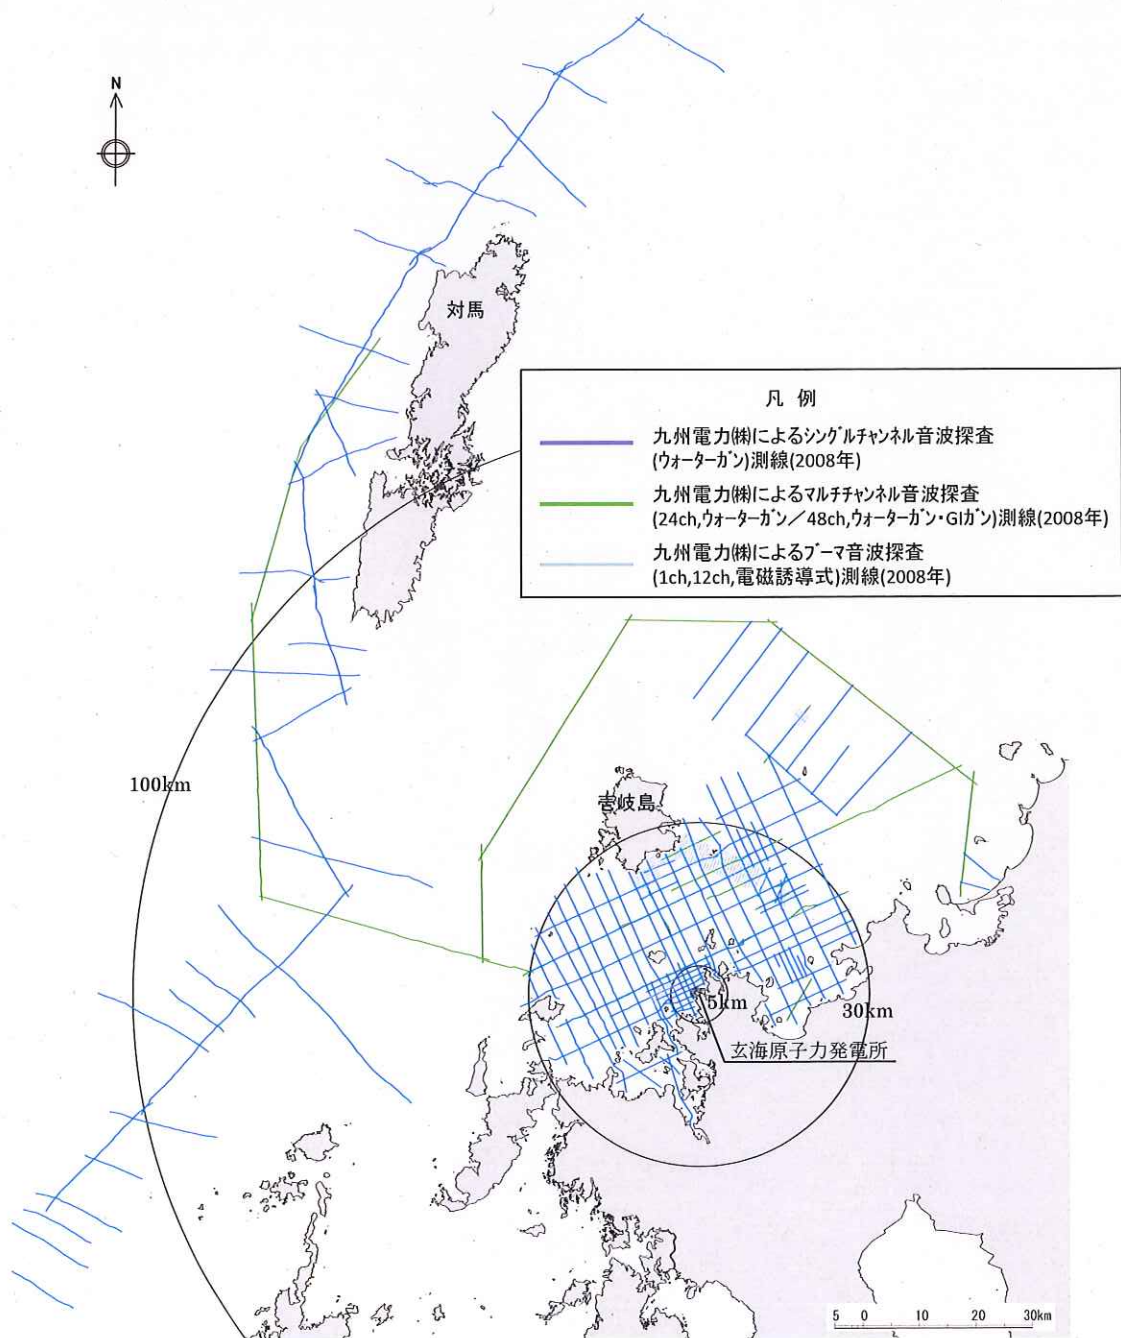 N
対馬
凡 例
九州電力㈱によるシングルチャンネル音波探査
(ウォーターガン)測線(2008年)
九州電力㈱によるマルチチャンネル音波探査
(24ch,ウォーターガン／48ch,ウォーターガン・GIガン)測線(2008年)
九州電力㈱によるブーマ音波探査
(1ch,12ch,電磁誘導式)測線(2008年)
100km
壱岐島
5km
30km
玄海原子力発電所
5 0 10 20 30km